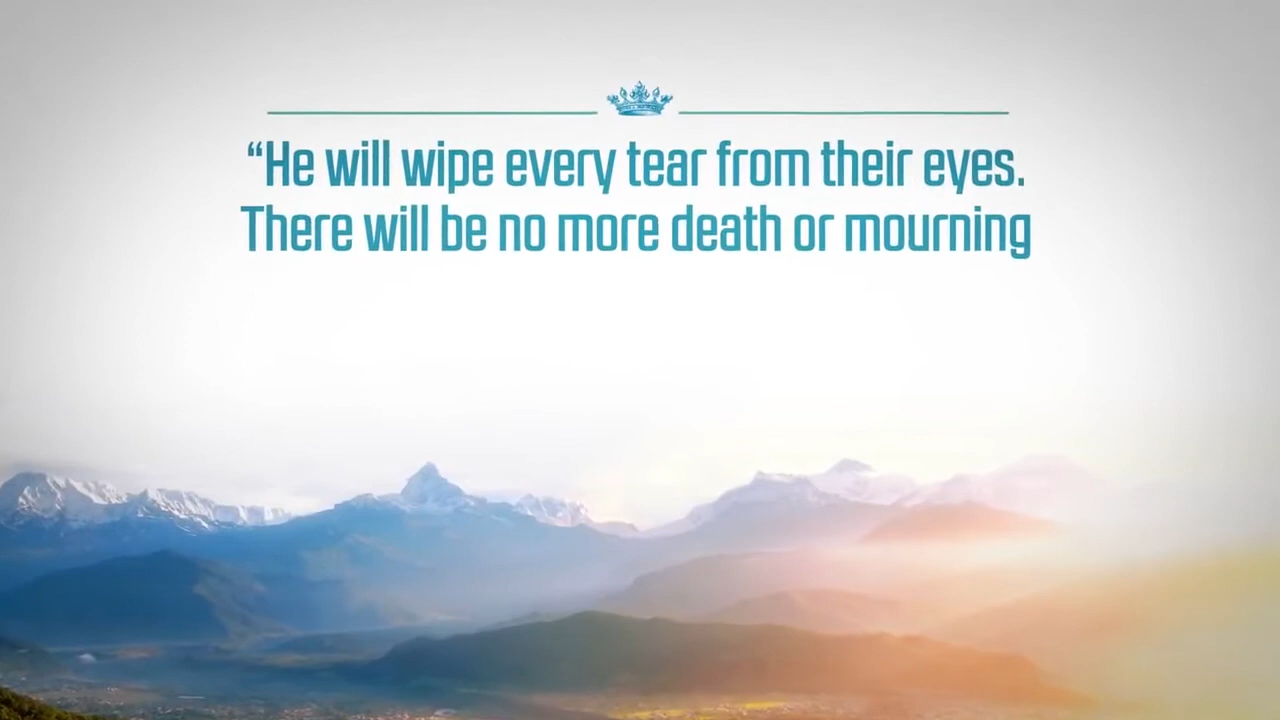 “He will wipe every tear from their eyes.
There will be no more death or mourning